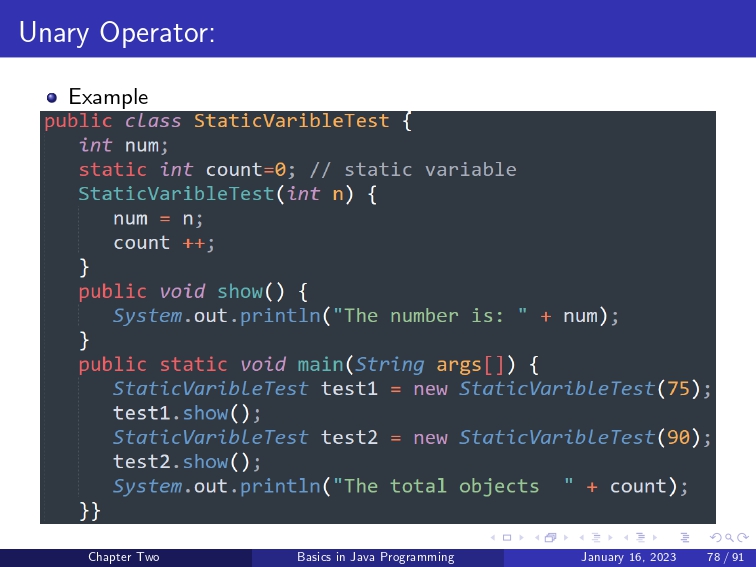 Unary Operator:
Example
public class StaticVaribleTest {
int num;
static int count=0; // static variable
StaticVaribleTest(int n) {
num = n;
count ++;
}
public void show() {
System.out.println("The number is: " + num);
}
public static void main(String args[]) {
StaticVaribleTest test1 = new StaticVaribleTest(75);
test1.show();
StaticVaribleTest test2 = new StaticVaribleTest(90);
test2.show();
System.out.println("The total objects  " + count);
}}
Chapter Two Basics in Java Programming January 16, 2023 78 / 91